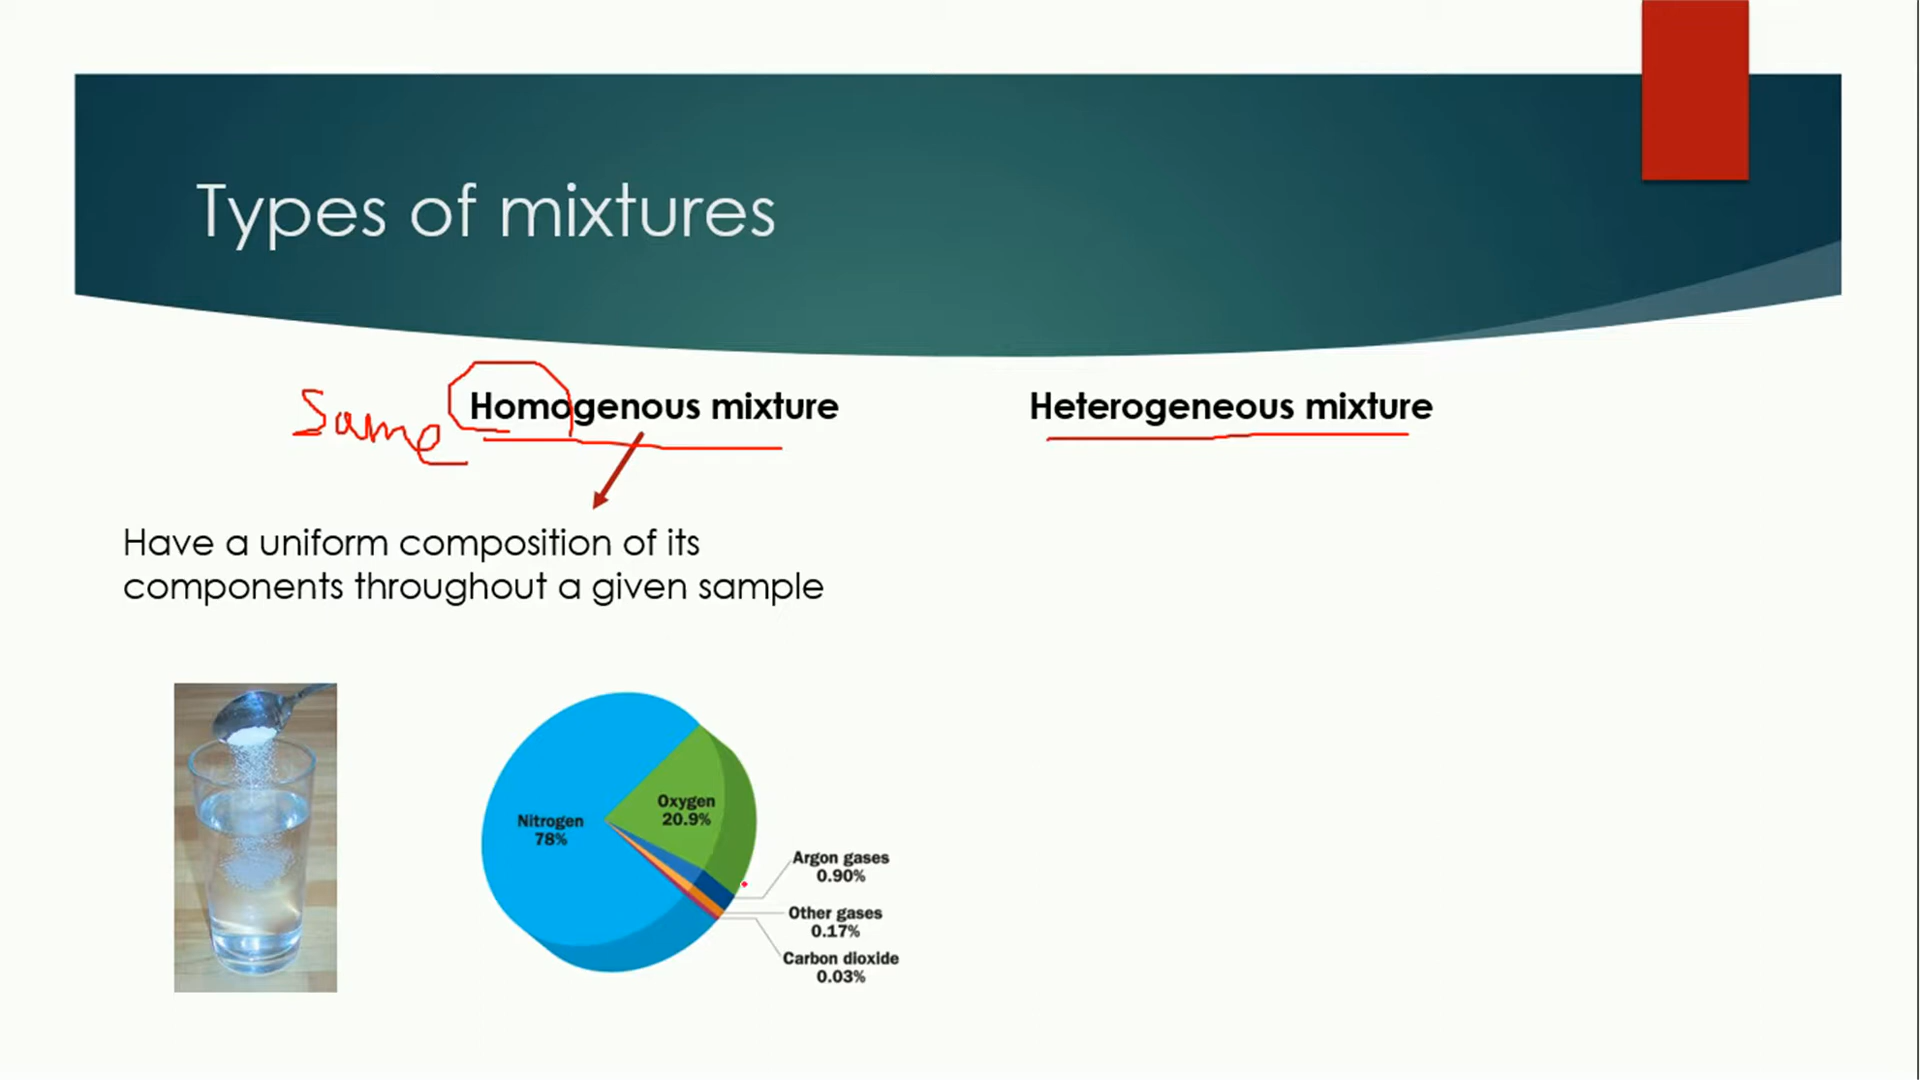 Types of mixtures
Same
Homogenous mixture
Heterogeneous mixture
Have a uniform composition of its
components throughout a given sample
Nitrogen
78%
Oxygen
20.9%
Argon gases
0.90%
Other gases
0.17%
Carbon dioxide
0.03%